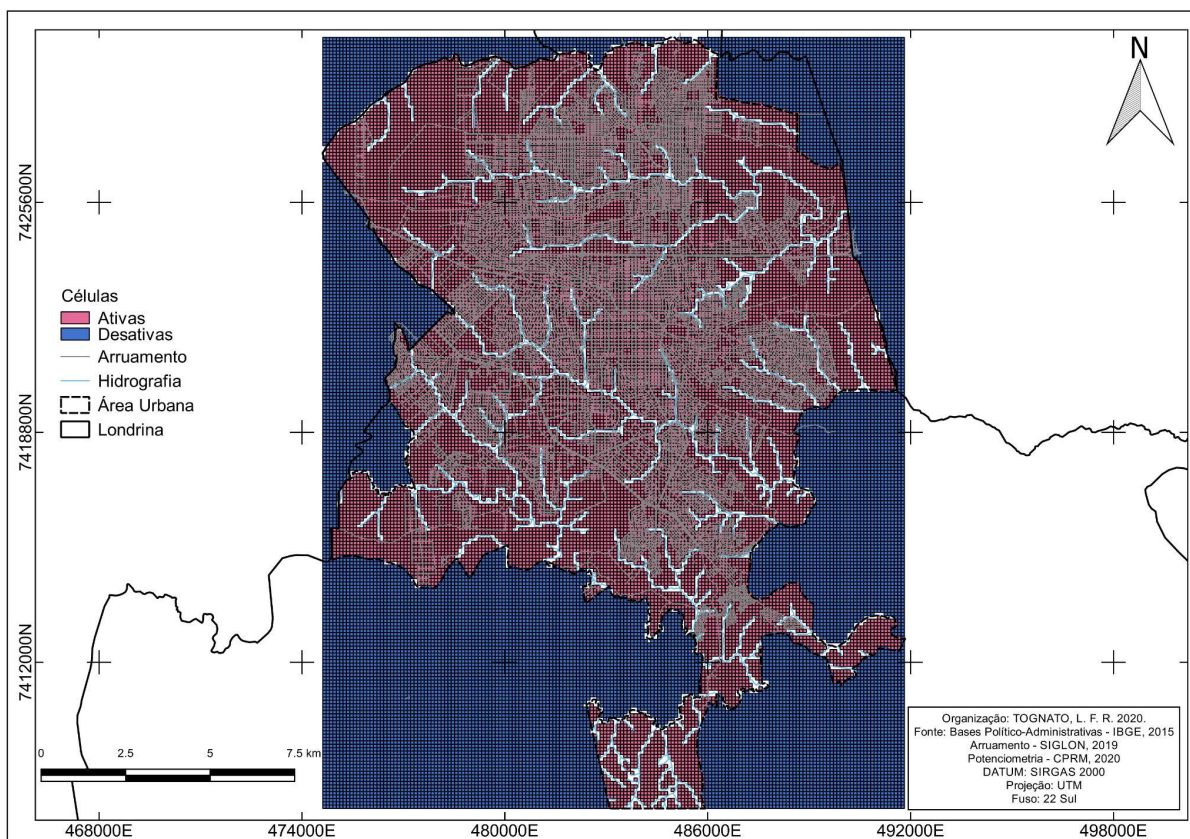 N
7425600N
7418800N
7412000N
Células
Ativas
Desativas
Arruamento
Hidrografia
Área Urbana
Londrina
0 2.5 5 7.5 km
Organização: TOGNATO, L. F. R. 2020.
Fonte: Bases Político-Administrativas - IBGE, 2015
Arruamento - SIGLON, 2019
Potenciometria - CPRM, 2020
DATUM: SIRGAS 2000
Projeção: UTM
Fuso: 22 Sul
468000E 474000E 480000E 486000E 492000E 498000E